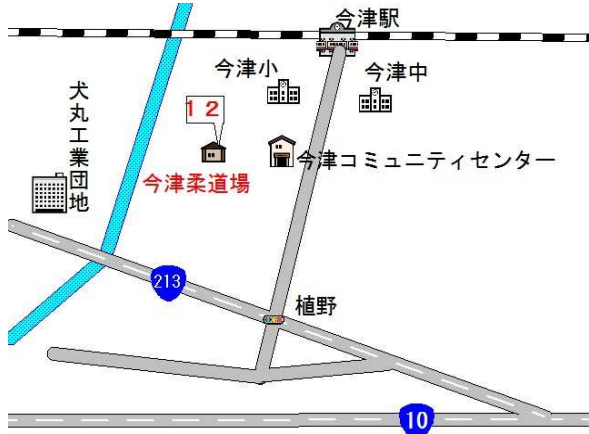 今津駅
今津小
今津中
犬丸工業団地
12
今津コミュニティセンター
今津柔道場
213
植野
10